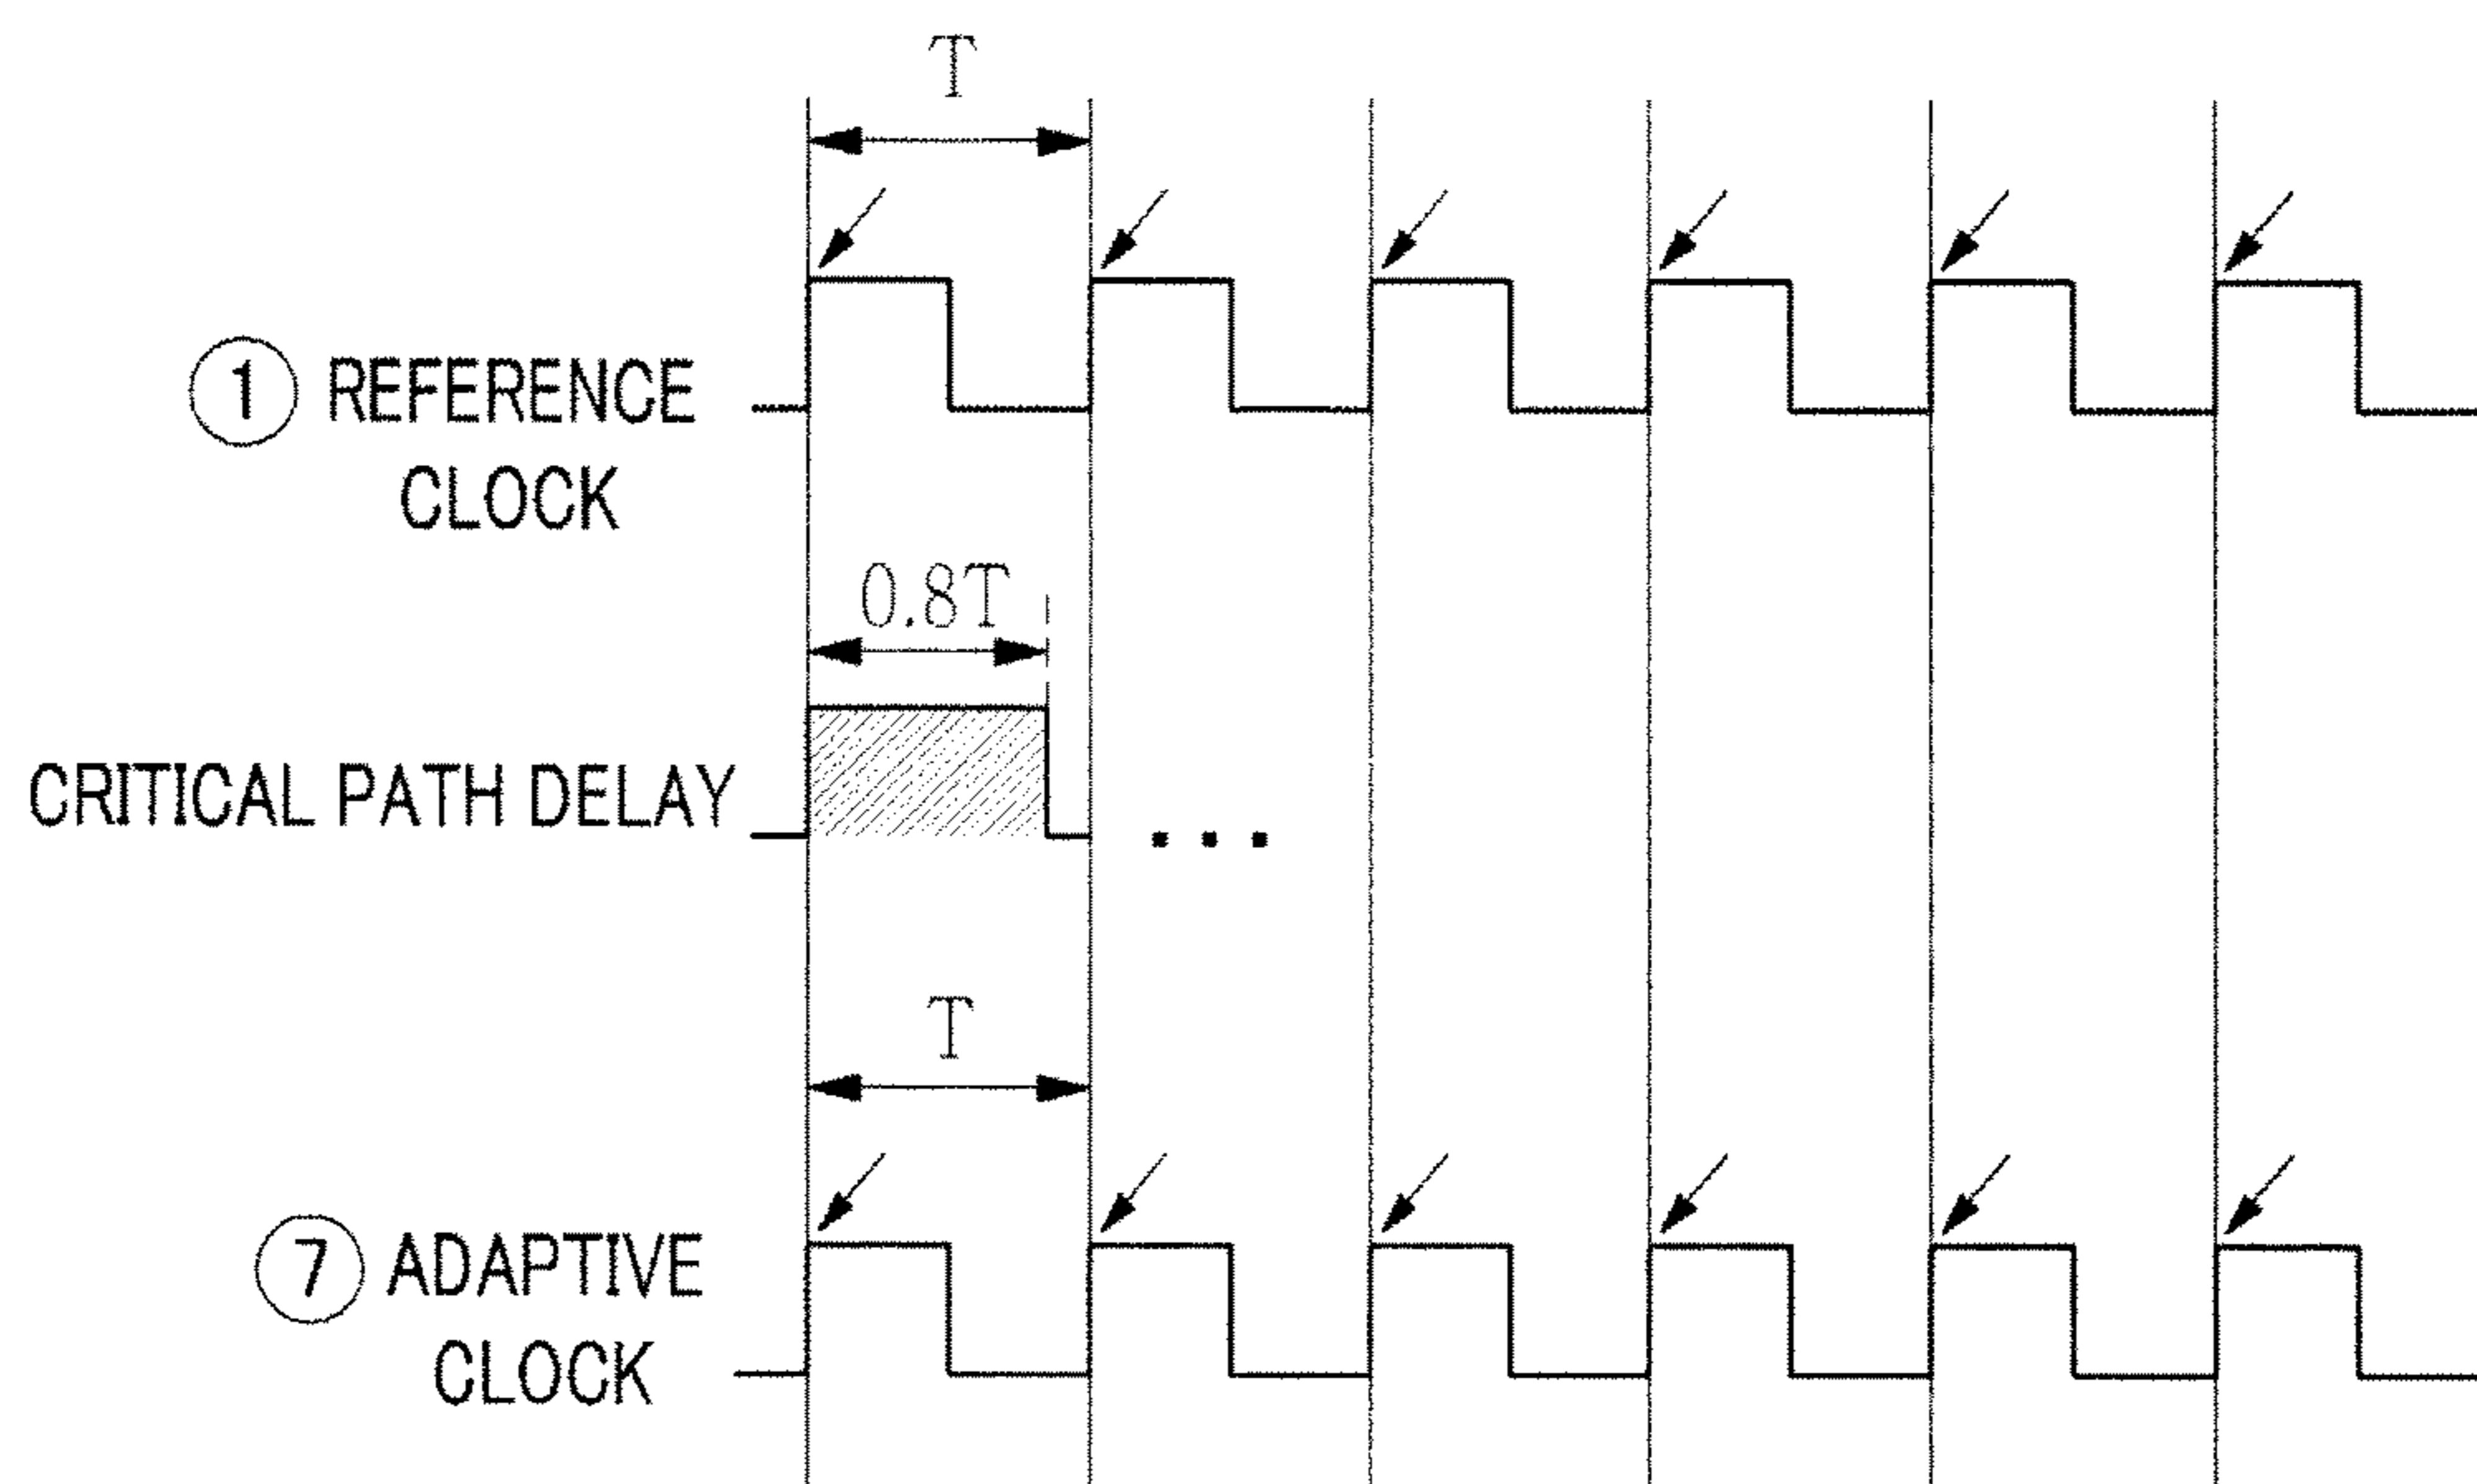 T
① REFERENCE
CLOCK
0.8T
CRITICAL PATH DELAY
...
T
⑦ ADAPTIVE
CLOCK